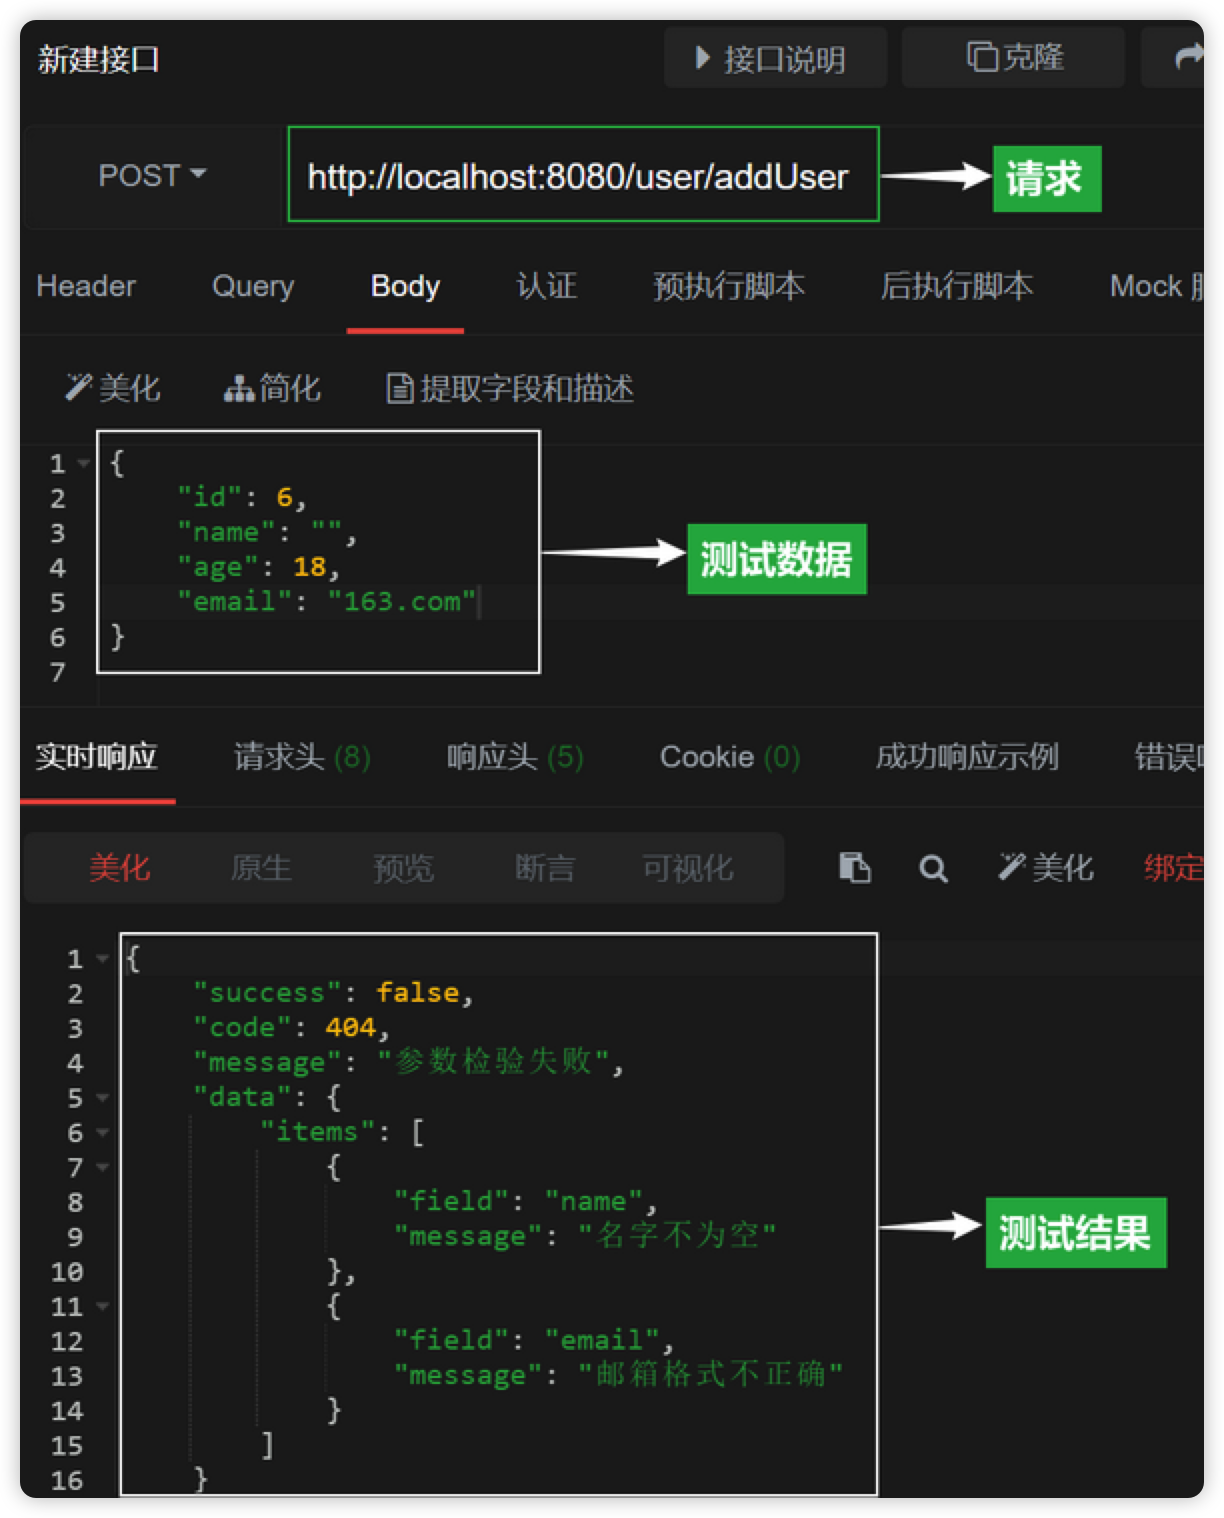 新建接口
接口说明
克隆
POST
http://localhost:8080/user/addUser
请求
Header Query Body 认证 预执行脚本 后执行脚本 Mock
美化 简化 提取字段和描述
1 {
2 "id": 6,
3 "name": "",
4 "age": 18,
5 "email": "163.com"
6 }
7
测试数据
实时响应 请求头 (8) 响应头 (5) Cookie (0) 成功响应示例 错误
美化 原生 预览 断言 可视化 美化 绑定
1 {
2 "success": false,
3 "code": 404,
4 "message": "参数检验失败",
5 "data": {
6 "items": [
7 {
8 "field": "name",
9 "message": "名字不为空"
10 },
11 {
12 "field": "email",
13 "message": "邮箱格式不正确"
14 }
15 ]
16 }
测试结果